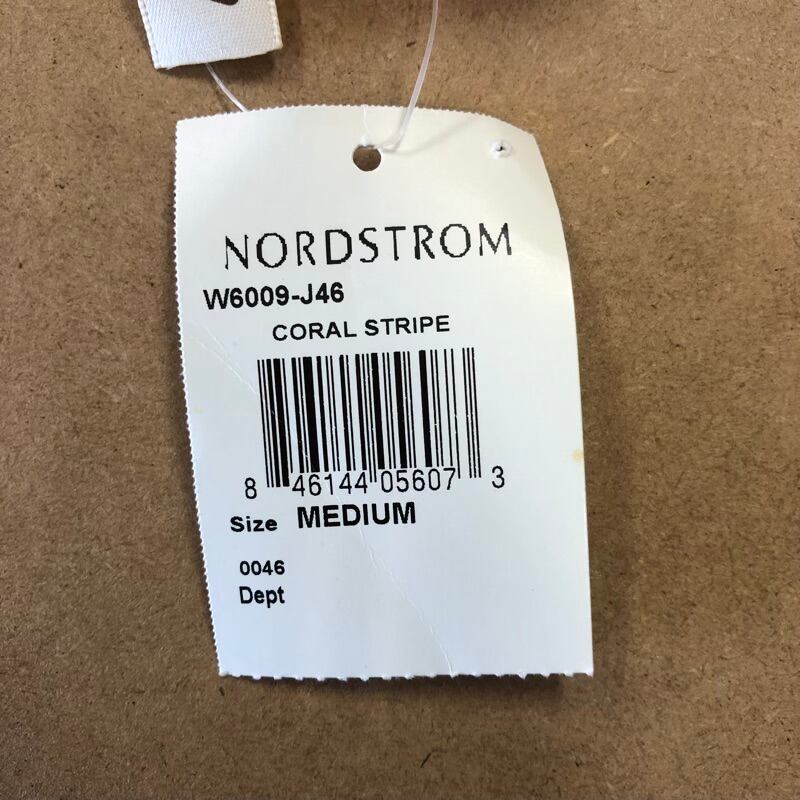 NORDSTROM
W6009-J46
CORAL STRIPE
8 46144 05607 3
Size MEDIUM
0046
Dept